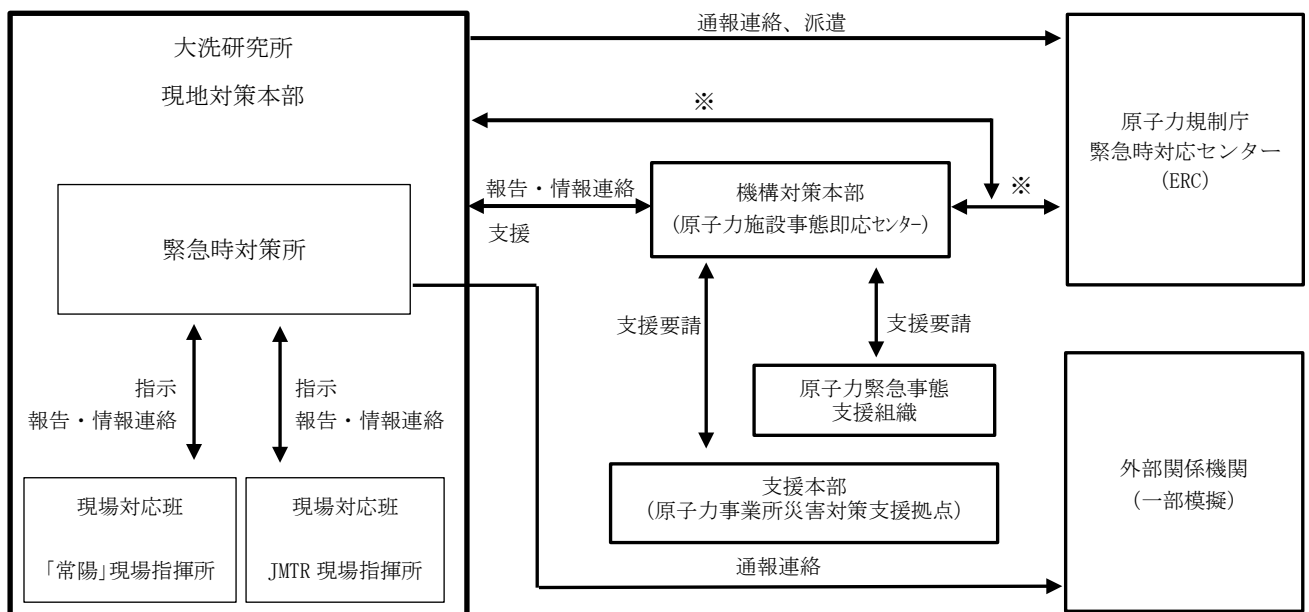 大洗研究所
現地対策本部
緊急時対策所
指示
報告・情報連絡
指示
報告・情報連絡
現場対応班
「常陽」現場指揮所
現場対応班
JMTR 現場指揮所
通報連絡、派遣
※
報告・情報連絡
支援
機構対策本部
(原子力施設事態即応センター)
※
支援要請
支援要請
原子力緊急事態
支援組織
支援本部
(原子力事業所災害対策支援拠点)
通報連絡
原子力規制庁
緊急時対応センター
(ERC)
外部関係機関
(一部模擬)